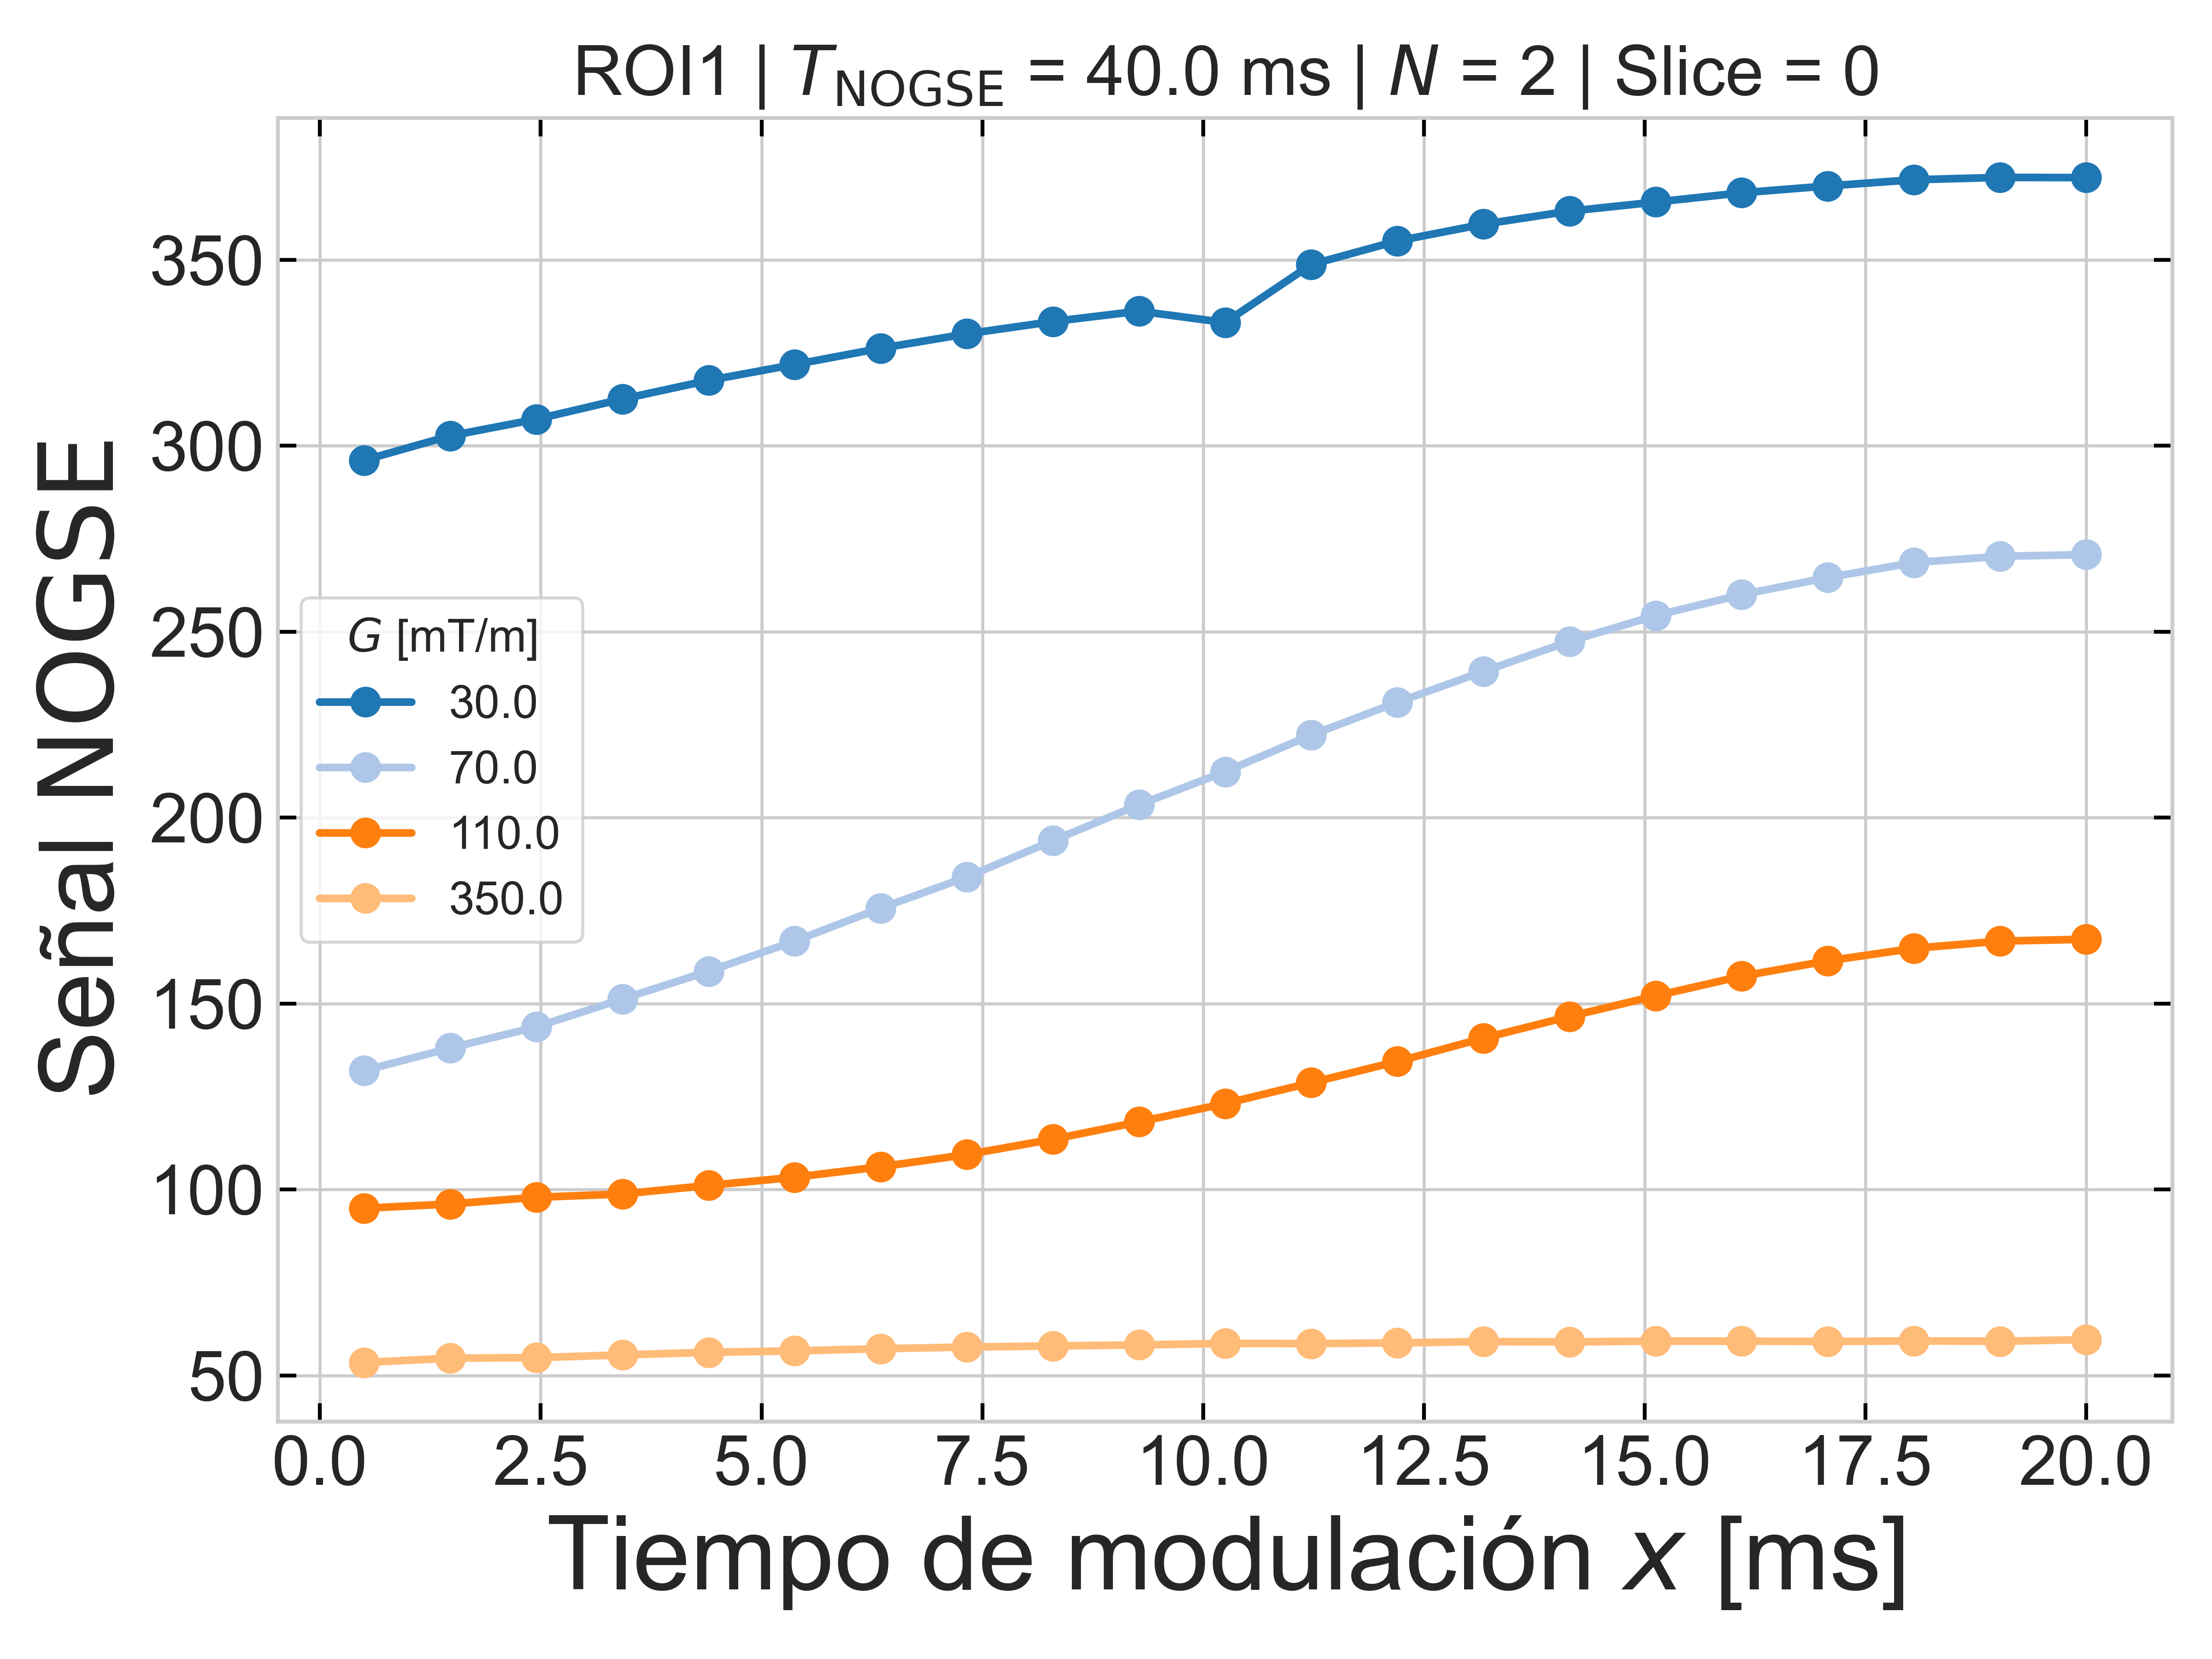 ROI1 | T_NOGSE = 40.0 ms | N = 2 | Slice = 0
Señal NOGSE
350
300
250
200
150
100
50
G [mT/m]
30.0
70.0
110.0
350.0
0.0 2.5 5.0 7.5 10.0 12.5 15.0 17.5 20.0
Tiempo de modulación x [ms]